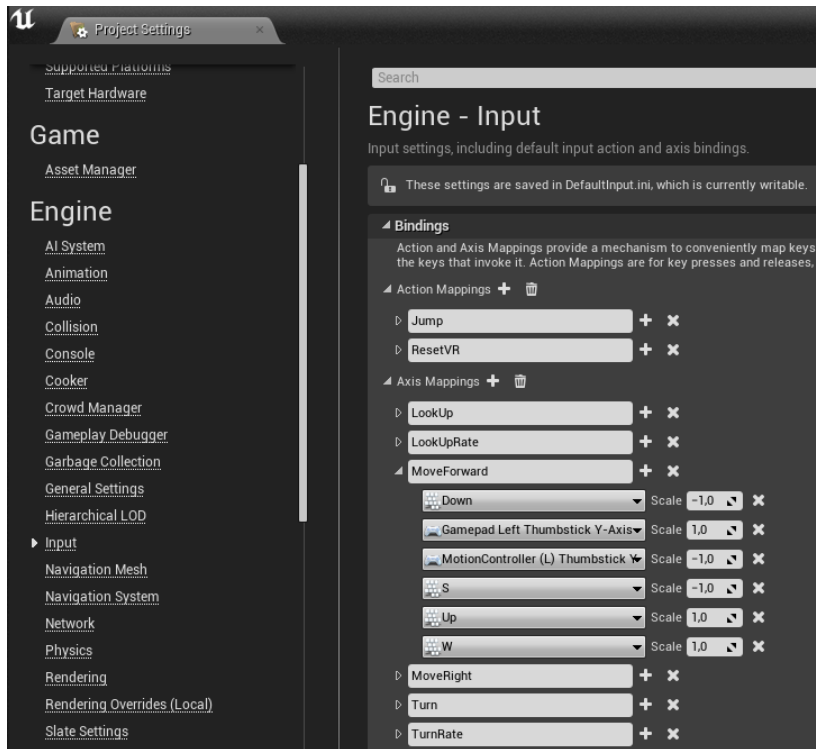 Project Settings
Supported Platforms
Target Hardware
Game
Asset Manager
Engine
AI System
Animation
Audio
Collision
Console
Cooker
Crowd Manager
Gameplay Debugger
Garbage Collection
General Settings
Hierarchical LOD
Input
Navigation Mesh
Navigation System
Network
Physics
Rendering
Rendering Overrides (Local)
Slate Settings
Search
Engine - Input
Input settings, including default input action and axis bindings.
These settings are saved in DefaultInput.ini, which is currently writable.
Bindings
Action and Axis Mappings provide a mechanism to conveniently map keys
the keys that invoke it. Action Mappings are for key presses and releases,
Action Mappings
Jump
ResetVR
Axis Mappings
LookUp
LookUpRate
MoveForward
Down Scale -1,0
Gamepad Left Thumbstick Y-Axis Scale 1,0
MotionController (L) Thumbstick Y Scale -1,0
S Scale -1,0
Up Scale 1,0
W Scale 1,0
MoveRight
Turn
TurnRate